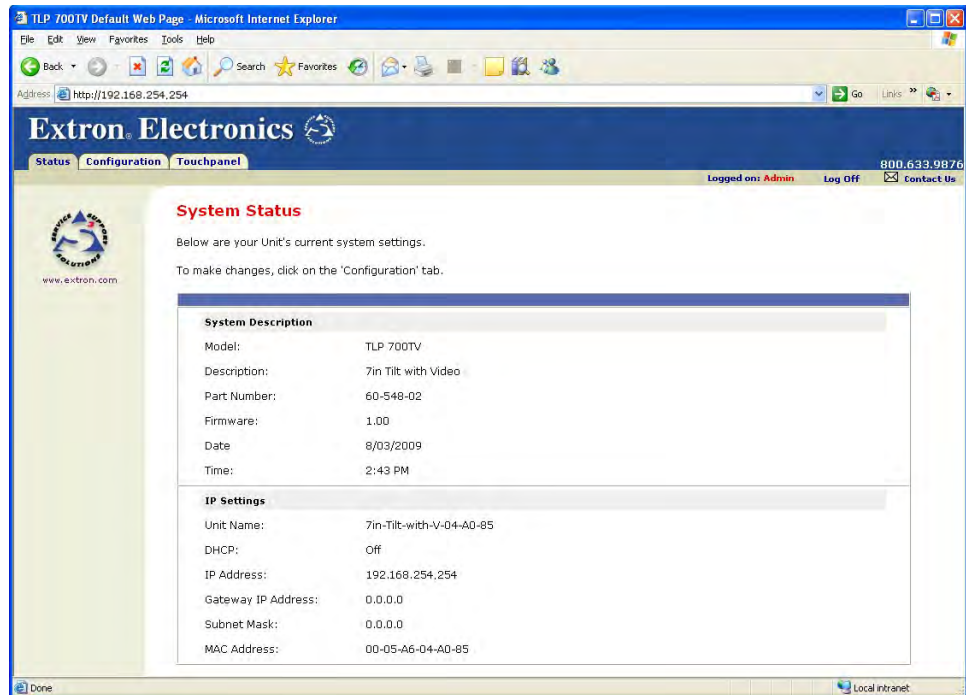 TLP 700TV Default Web Page - Microsoft Internet Explorer
File Edit View Favorites Tools Help
Back Search Favorites
Address http://192.168.254.254 Go Links »
Extron® Electronics
Status Configuration Touchpanel
800.633.9876
Logged on: Admin Log Off Contact Us
SERVICE SUPPORT SOLUTIONS
S3
www.extron.com
System Status
Below are your Unit's current system settings.
To make changes, click on the 'Configuration' tab.
System Description
Model: TLP 700TV
Description: 7in Tilt with Video
Part Number: 60-548-02
Firmware: 1.00
Date 8/03/2009
Time: 2:43 PM
IP Settings
Unit Name: 7in-Tilt-with-V-04-A0-85
DHCP: Off
IP Address: 192.168.254.254
Gateway IP Address: 0.0.0.0
Subnet Mask: 0.0.0.0
MAC Address: 00-05-A6-04-A0-85
Done Local intranet